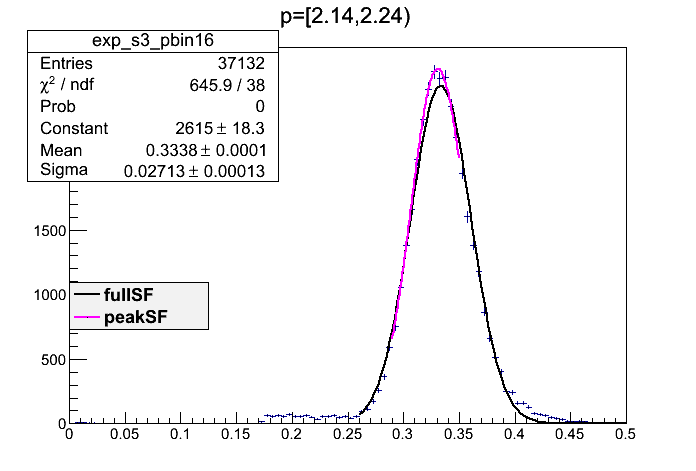 p=[2.14,2.24)
exp_s3_pbin16
Entries 37132
χ² / ndf 645.9 / 38
Prob 0
Constant 2615 ± 18.3
Mean 0.3338 ± 0.0001
Sigma 0.02713 ± 0.00013
1500
1000
fullSF
peakSF
500
0
0 0.05 0.1 0.15 0.2 0.25 0.3 0.35 0.4 0.45 0.5